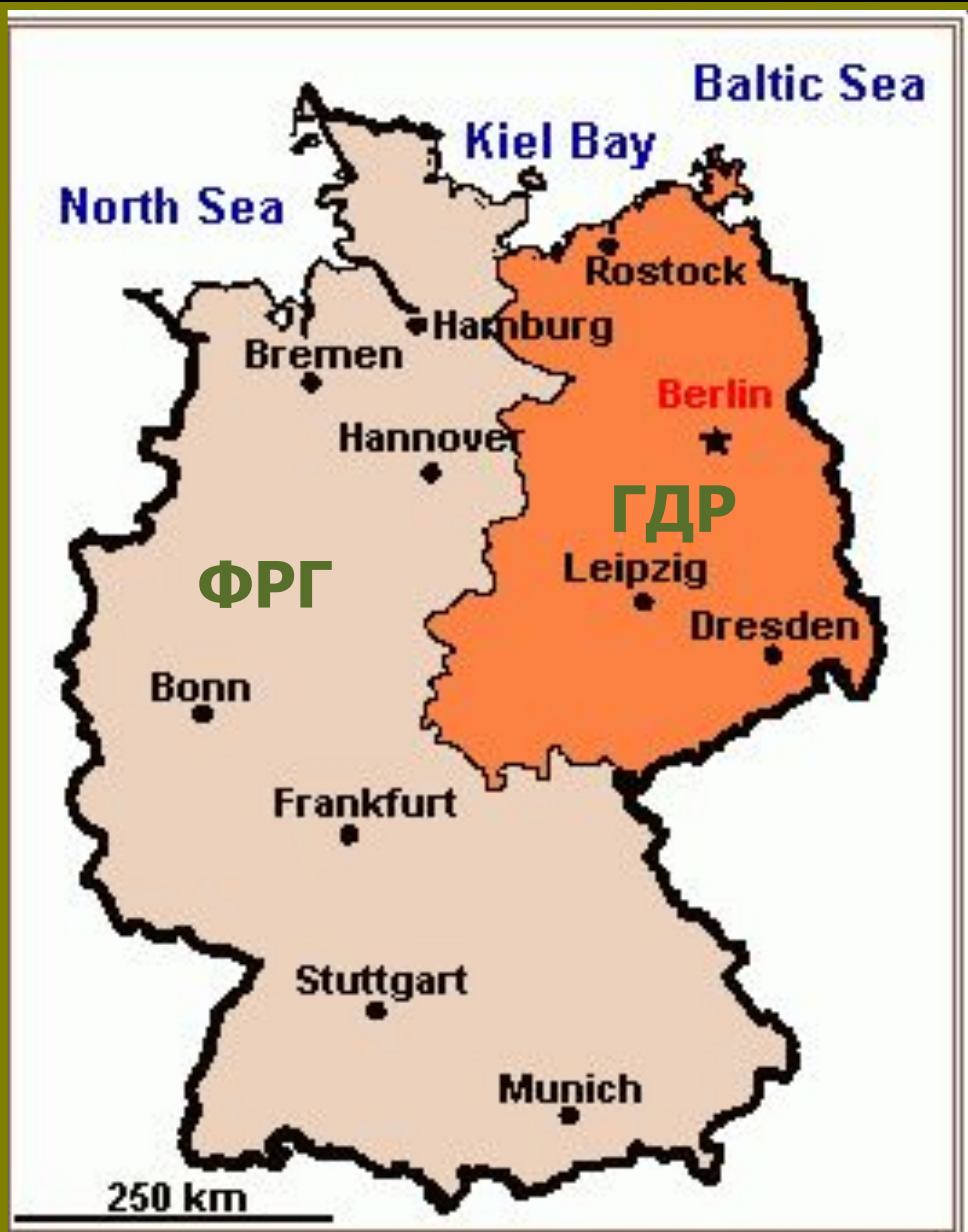 Baltic Sea
Kiel Bay
North Sea
Rostock
Hamburg
Bremen
Berlin
Hannover
ГДР
Leipzig
ФРГ
Dresden
Bonn
Frankfurt
Stuttgart
Munich
250 km